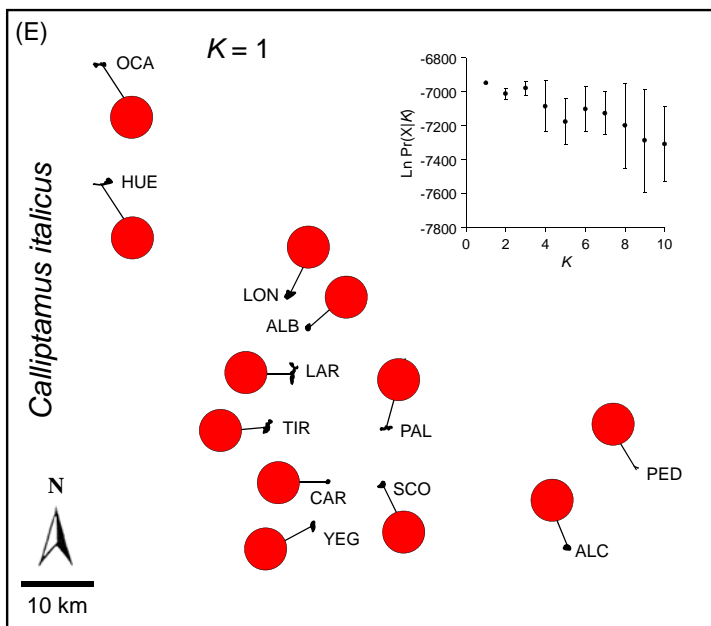 (E)
K = 1
OCA
HUE
Calliptamus italicus
LON
ALB
LAR
TIR
PAL
CAR
SCO
YEG
PED
ALC
N
10 km
Ln Pr(X|K)
-6800
-7000
-7200
-7400
-7600
-7800
0 2 4 6 8 10
K